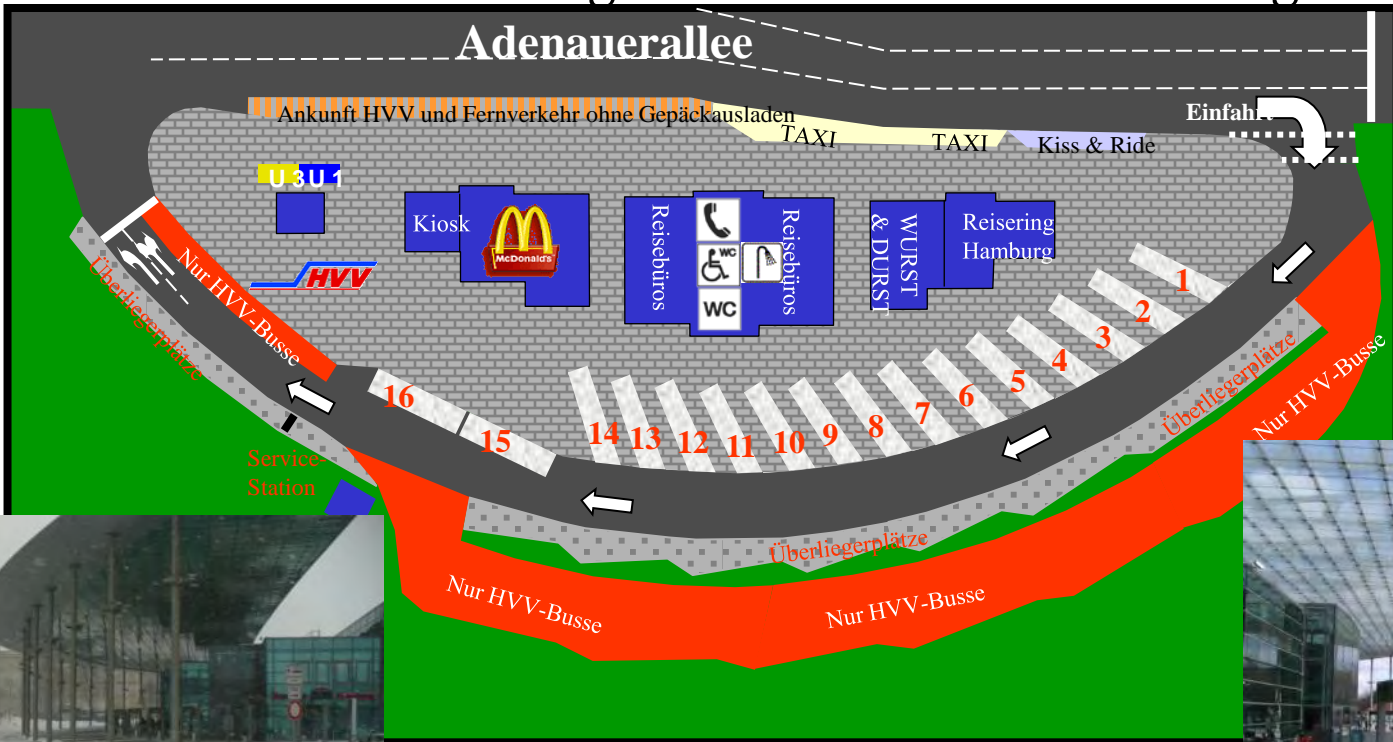 Adenauerallee
Ankunft HVV und Fernverkehr ohne Gepäckausladen
TAXI
TAXI
Kiss & Ride
Einfahrt
U 3 U 1
Kiosk
McDonald's
HVV
Reisebüros
WC
WC
Reisebüros
WURST
& DURST
Reisering
Hamburg
1
2
3
4
5
6
7
8
9
10
11
12
13
14
15
16
Nur HVV-Busse
Überliegerplätze
Service-
Station
Überliegerplätze
Nur HVV-Busse
Überliegerplätze
Nur HVV-Busse
Nur HVV-Busse